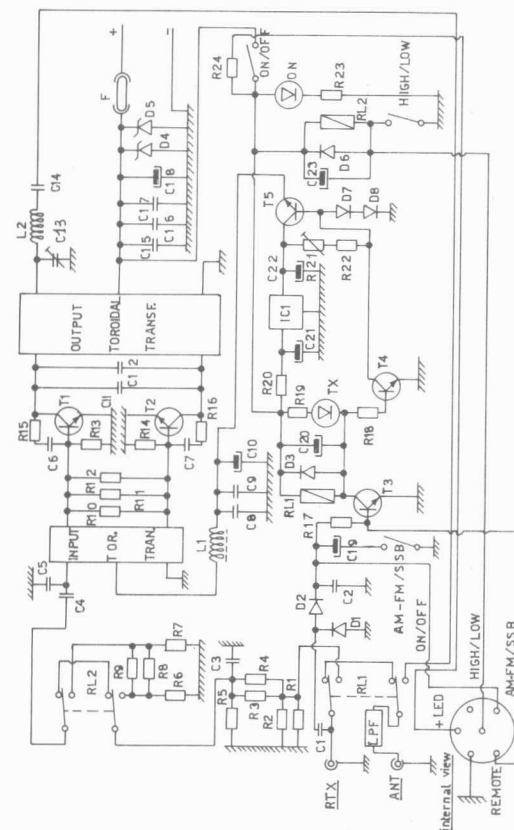 L2
C14
F
+
-
C13
C15
C16
C17
C18
D4
D5
R24
ON/OFF
ON
R23
RL2
HIGH/LOW
C23
D6
T5
D7
D8
OUTPUT
TOROIDAL
TRANSF.
C1
2
C11
R15
C6
T1
R13
R14
T2
C7
R16
C22
R21
R22
IC1
C21
R20
R19
TX
T4
R18
C20
D3
RL1
T3
R12
R11
R10
INPUT
TOR.
TRAN.
C5
C4
L1
C8
C9
C10
R17
C19
D2
C2
D1
AM-FM/SSB
ON/OFF
RL2
R9
R8
R7
R6
C3
R5
R4
R3
R2
R1
RL1
C1
LPF
RTX
ANT
+LED
HIGH/LOW
AM-FM/SSB
REMOTE
internal view